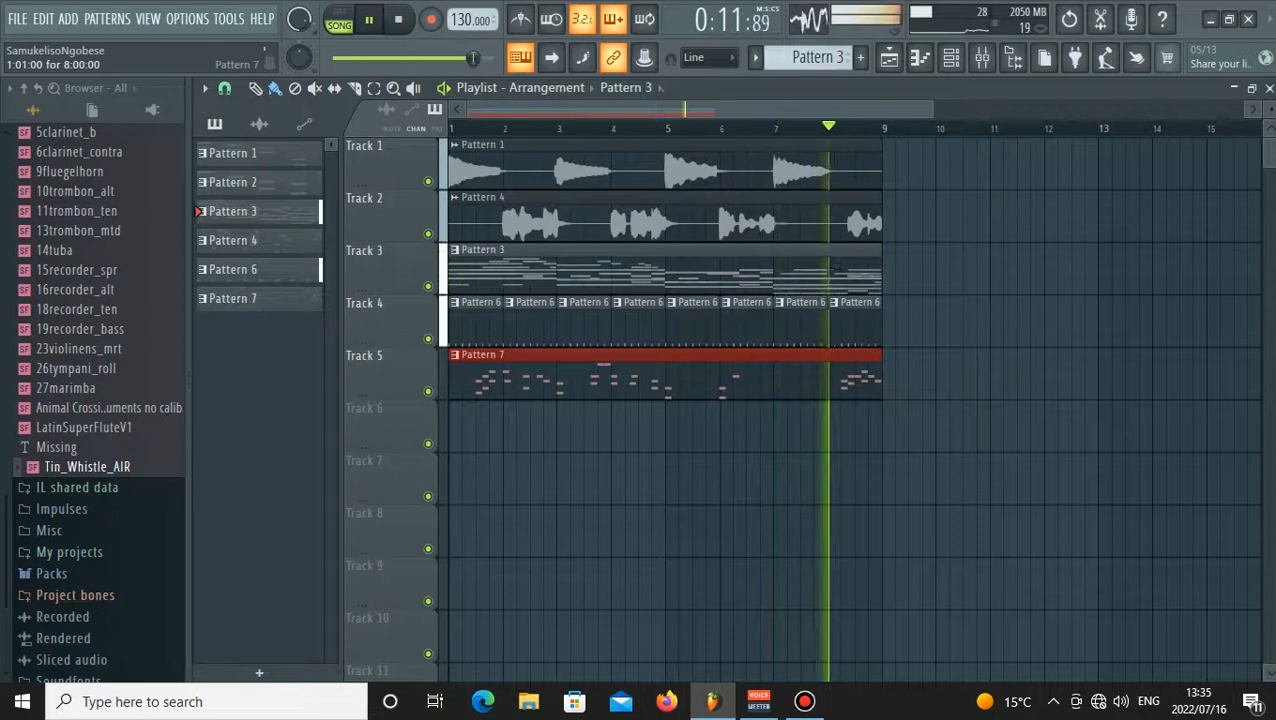 FILE EDIT ADD PATTERNS VIEW OPTIONS TOOLS HELP
SONG
130.000
3.2:
0:11:89
M:S:CS
28
2050 MB
19
SamukelisoNgobese
1:01:00 for 8:00:00
Pattern 7
Line
Pattern 3
05/13
Share your li
Browser - All
Playlist - Arrangement
Pattern 3
NOTE CHAN PAT
1 2 3 4 5 6 7 9 10 11 12 13 14 15
5clarinet_b
6clarinet_contra
9fluegelhorn
10trombon_alt
11trombon_ten
13trombon_mtd
14tuba
15recorder_spr
16recorder_alt
18recorder_ten
19recorder_bass
23violinens_mrt
26tympani_roll
27marimba
Animal Crossi..uments no calib
LatinSuperFluteV1
Missing
Tin_Whistle_AIR
IL shared data
Impulses
Misc
My projects
Packs
Project bones
Recorded
Rendered
Sliced audio
Soundfonts
Pattern 1
Pattern 2
Pattern 3
Pattern 4
Pattern 6
Pattern 7
Track 1
Pattern 1
Track 2
Pattern 4
Track 3
Pattern 3
Track 4
Pattern 6 Pattern 6 Pattern 6 Pattern 6 Pattern 6 Pattern 6 Pattern 6 Pattern 6
Track 5
Pattern 7
Track 6
Track 7
Track 8
Track 9
Track 10
Track 11
Type here to search
VOICE
MEETER
15°C
ENG
13:35
2022/07/16
11